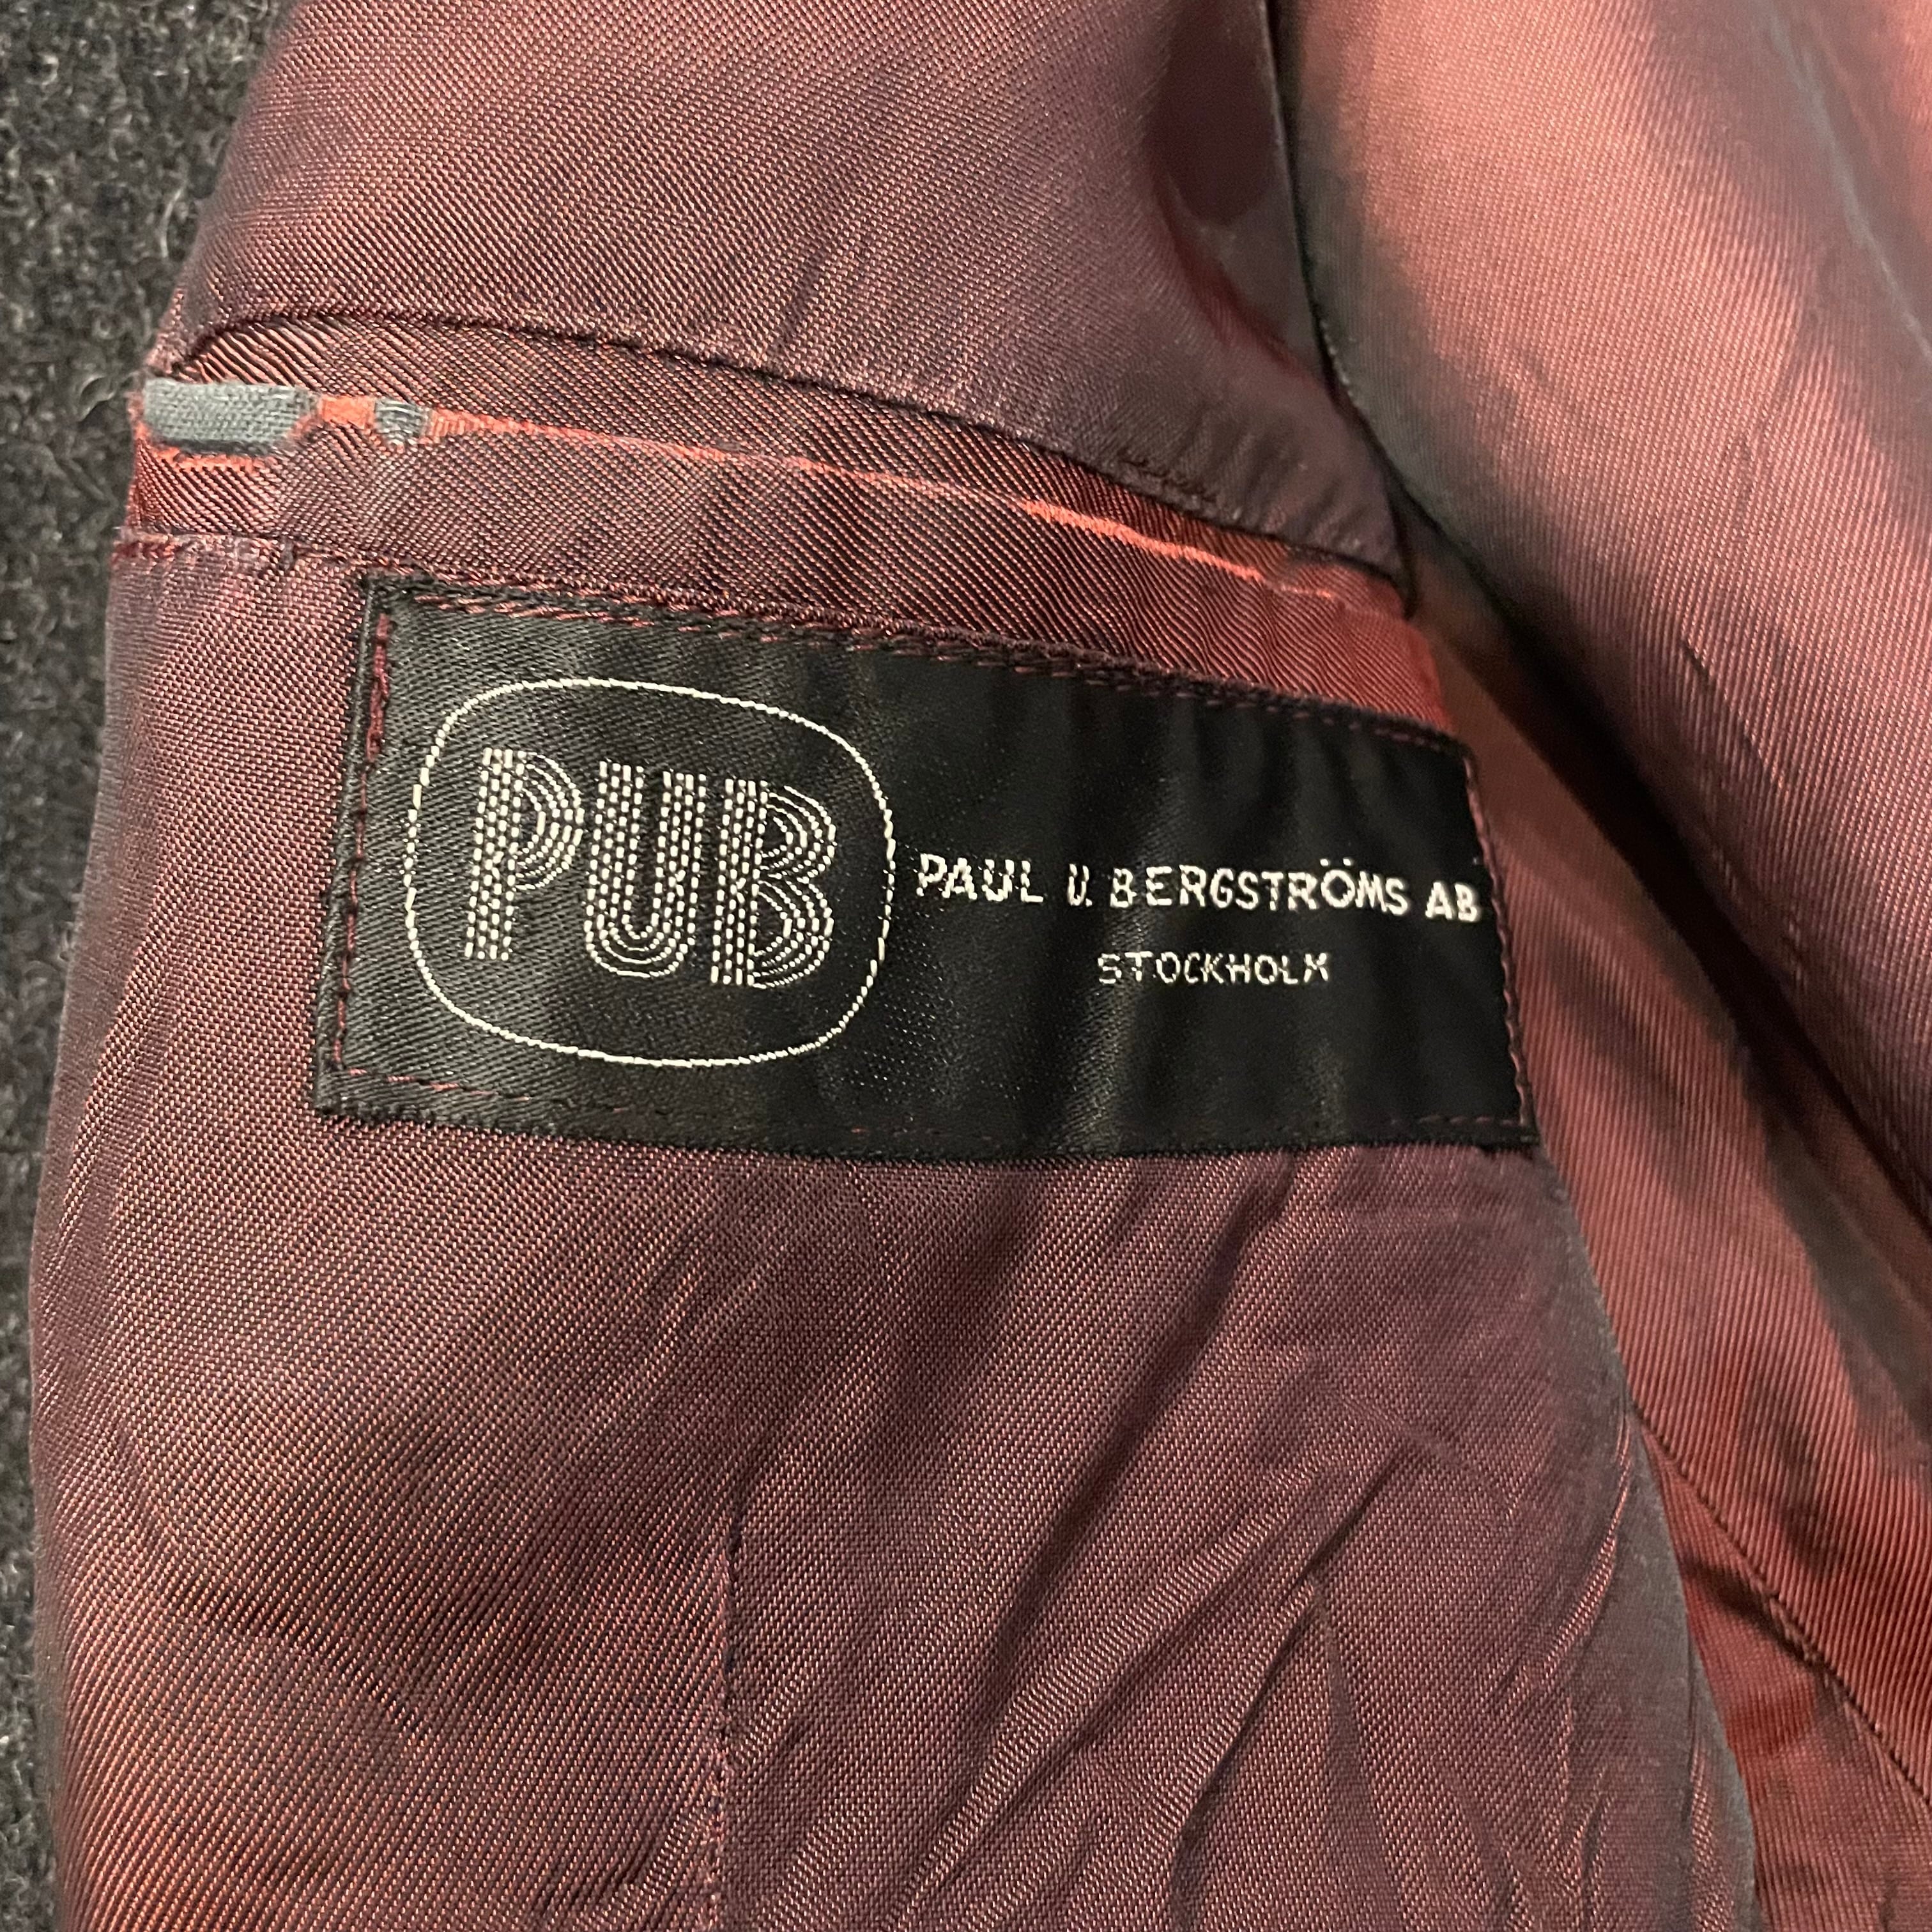 PUB
PAUL U. BERGSTRÖMS AB
STOCKHOLM